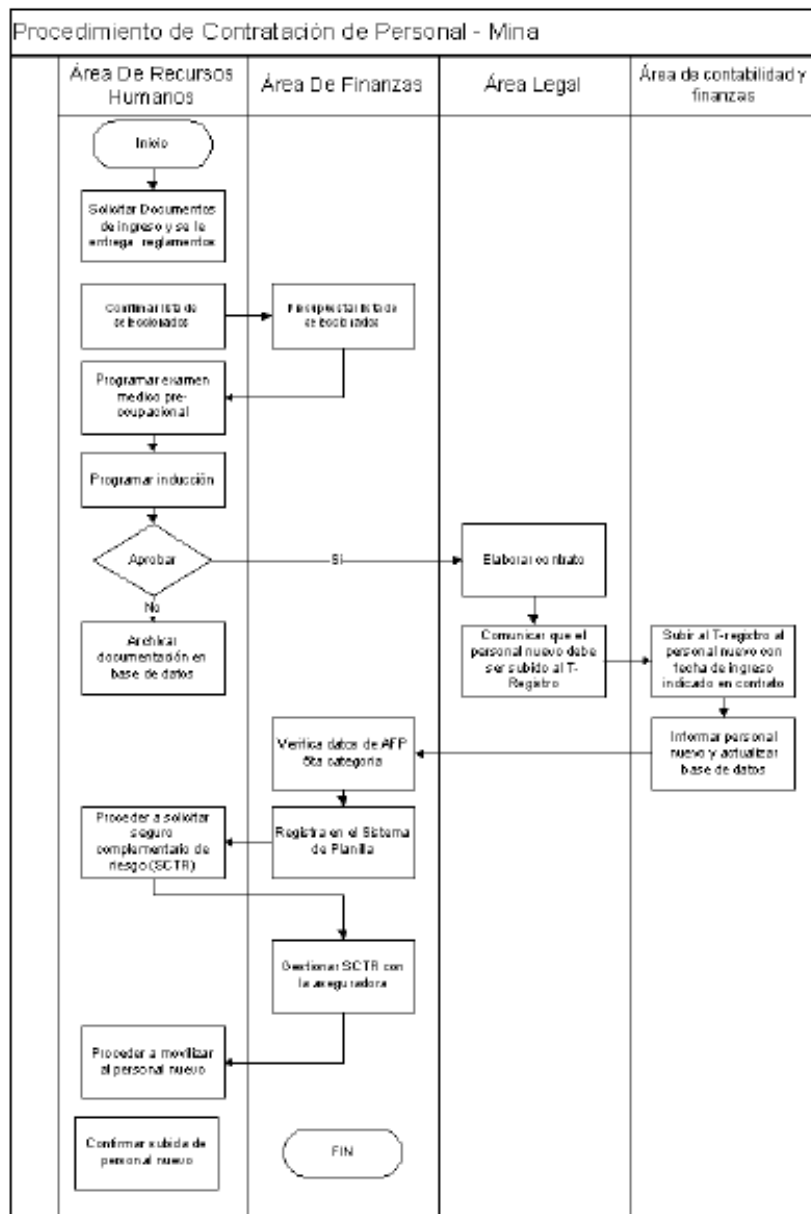 Procedimiento de Contratación de Personal - Mina
Área De Recursos
Humanos
Área De Finanzas
Área Legal
Área de contabilidad y
finanzas
Inicio
Solicitar Documentos
de ingreso y se le
entrega reglamentos
Confirmar lista de
seleccionados
Presupuestar lista de
seleccionados
Programar examen
medico pre-
ocupacional
Programar inducción
Aprobar
Si
Elaborar contrato
No
Archivar
documentación en
base de datos
Comunicar que el
personal nuevo debe
ser subido al T-
Registro
Subir al T-registro al
personal nuevo con
fecha de ingreso
indicado en contrato
Verifica datos de AFP
5ta categoria
Informar personal
nuevo y actualizar
base de datos
Proceder a solicitar
seguro
complementario de
riesgo (SCTR)
Registra en el Sistema
de Planilla
Gestionar SCTR con
la aseguradora
Proceder a movilizar
al personal nuevo
Confirmar subida de
personal nuevo
FIN